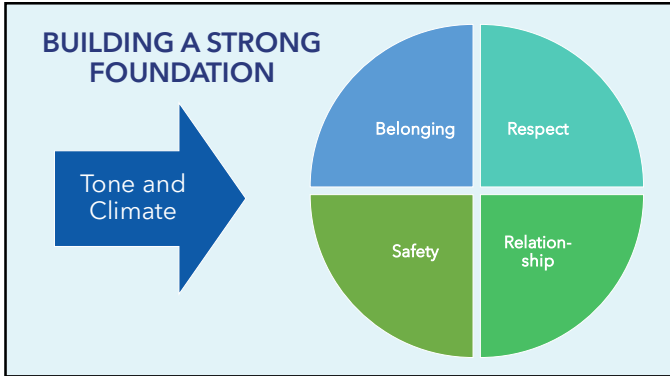 BUILDING A STRONG
FOUNDATION
Tone and
Climate
Belonging
Respect
Safety
Relation-
ship